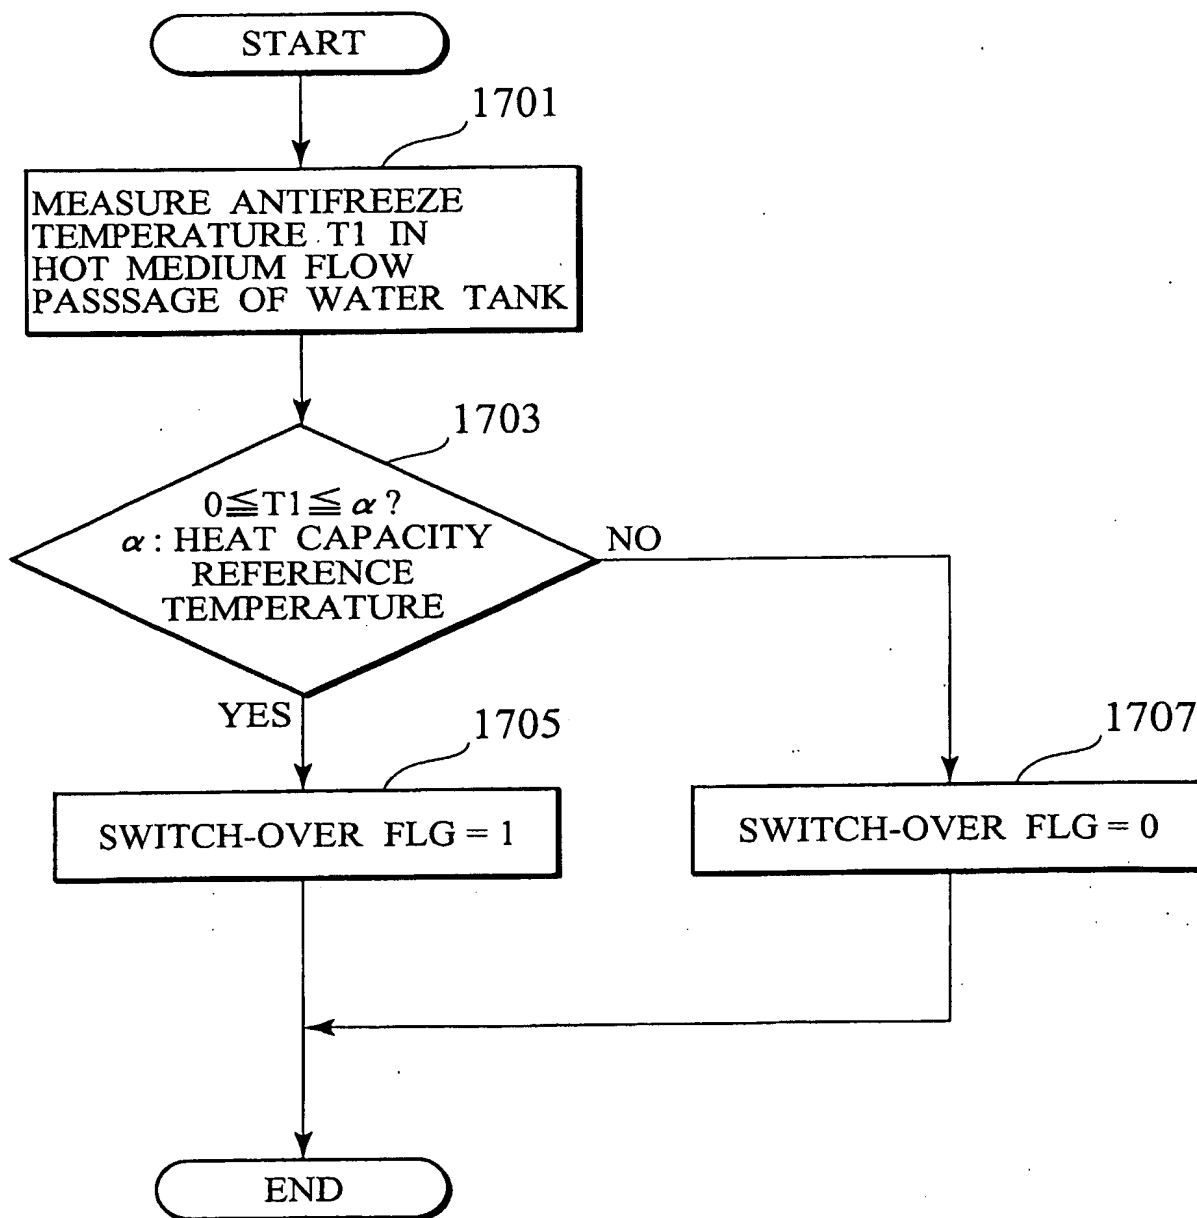 START
1701
MEASURE ANTIFREEZE
TEMPERATURE T1 IN
HOT MEDIUM FLOW
PASSSAGE OF WATER TANK
1703
0≦T1≦α?
α: HEAT CAPACITY
REFERENCE
TEMPERATURE
NO
YES
1705
1707
SWITCH-OVER FLG = 1
SWITCH-OVER FLG = 0
END